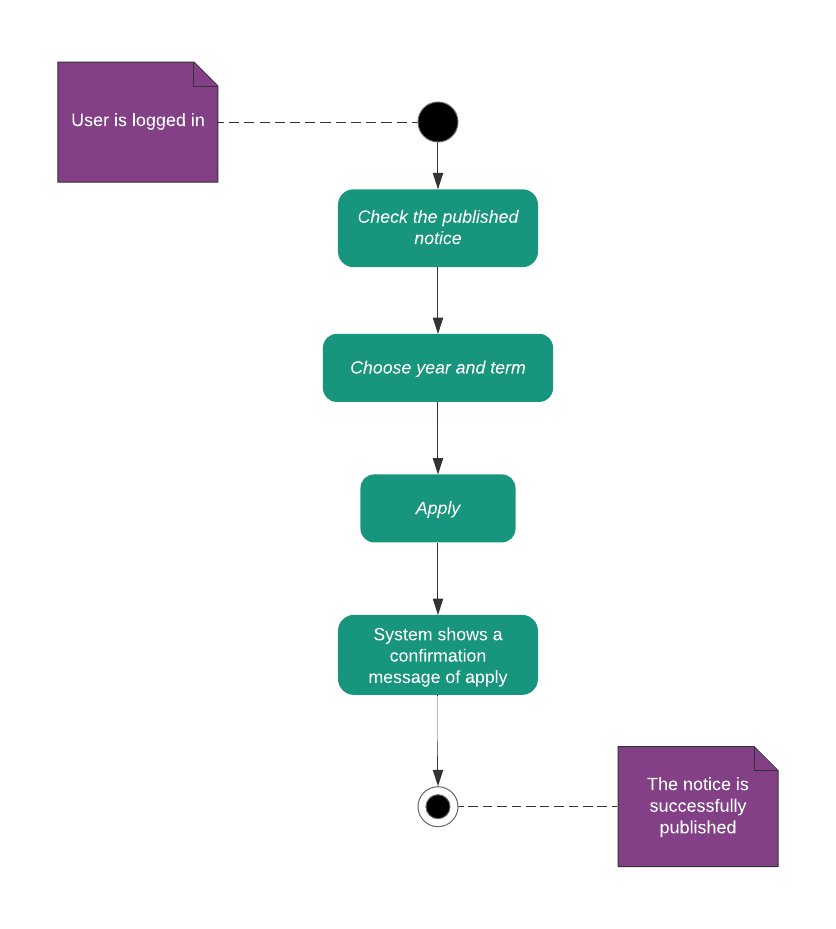 User is logged in
Check the published
notice
Choose year and term
Apply
System shows a
confirmation
message of apply
The notice is
successfully
published